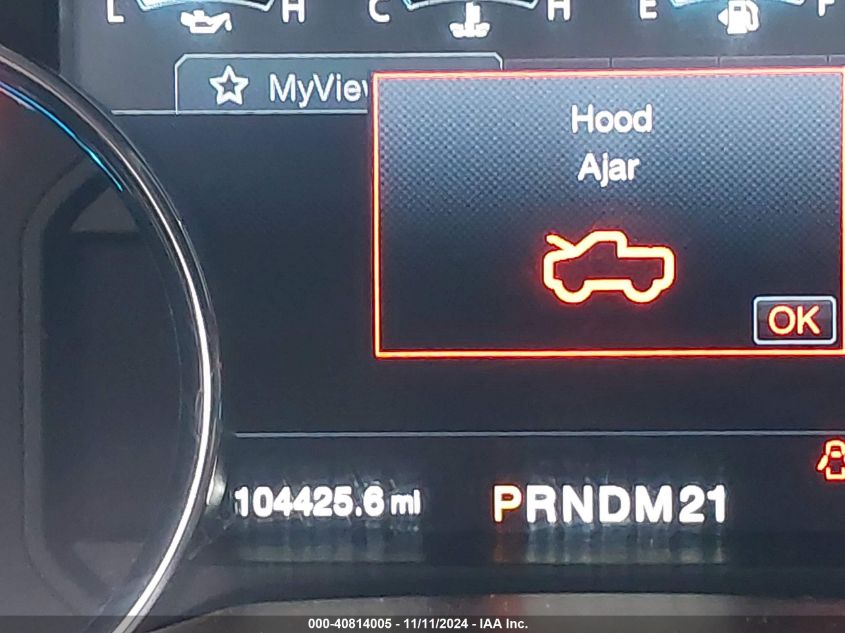 L H C H E F
MyView
Hood
Ajar
OK
104425.6 mi
PRNDM21
000-40814005 - 11/11/2024 - IAA Inc.